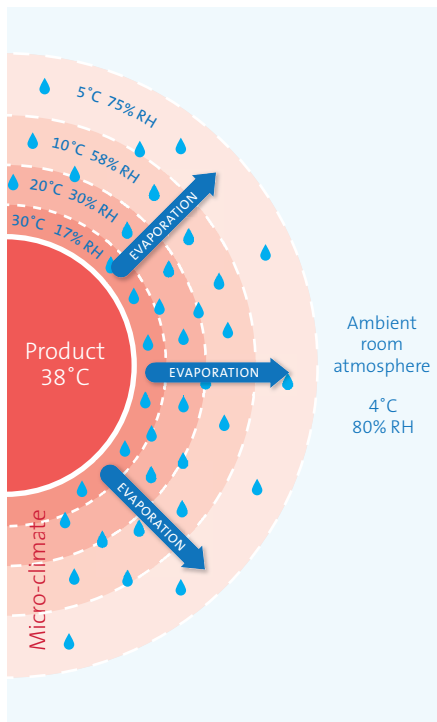 5˚C 75% RH
10˚C 58% RH
20˚C 30% RH
30˚C 17% RH
EVAPORATION
Product
38˚C
EVAPORATION
Ambient
room
atmosphere
4˚C
80% RH
EVAPORATION
Micro-climate